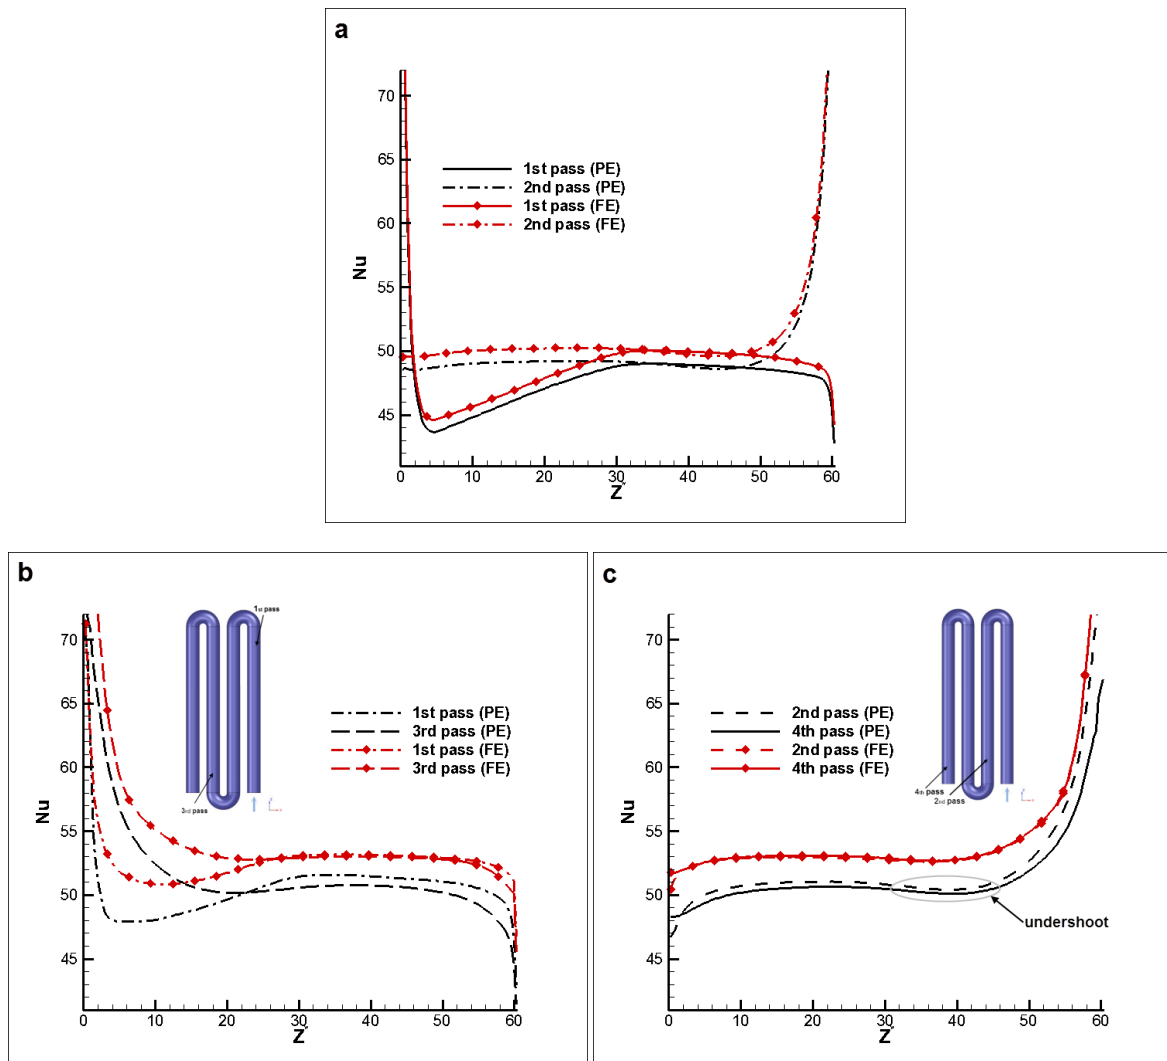 a
70
65
60
55
50
45
Nu
1st pass (PE)
2nd pass (PE)
1st pass (FE)
2nd pass (FE)
0 10 20 30 40 50 60
Z*
b
70
65
60
55
50
45
Nu
1st pass
3rd pass
1st pass (PE)
3rd pass (PE)
1st pass (FE)
3rd pass (FE)
0 10 20 30 40 50 60
Z*
c
70
65
60
55
50
45
Nu
2nd pass (PE)
4th pass (PE)
2nd pass (FE)
4th pass (FE)
4th pass
2nd pass
undershoot
0 10 20 30 40 50 60
Z*